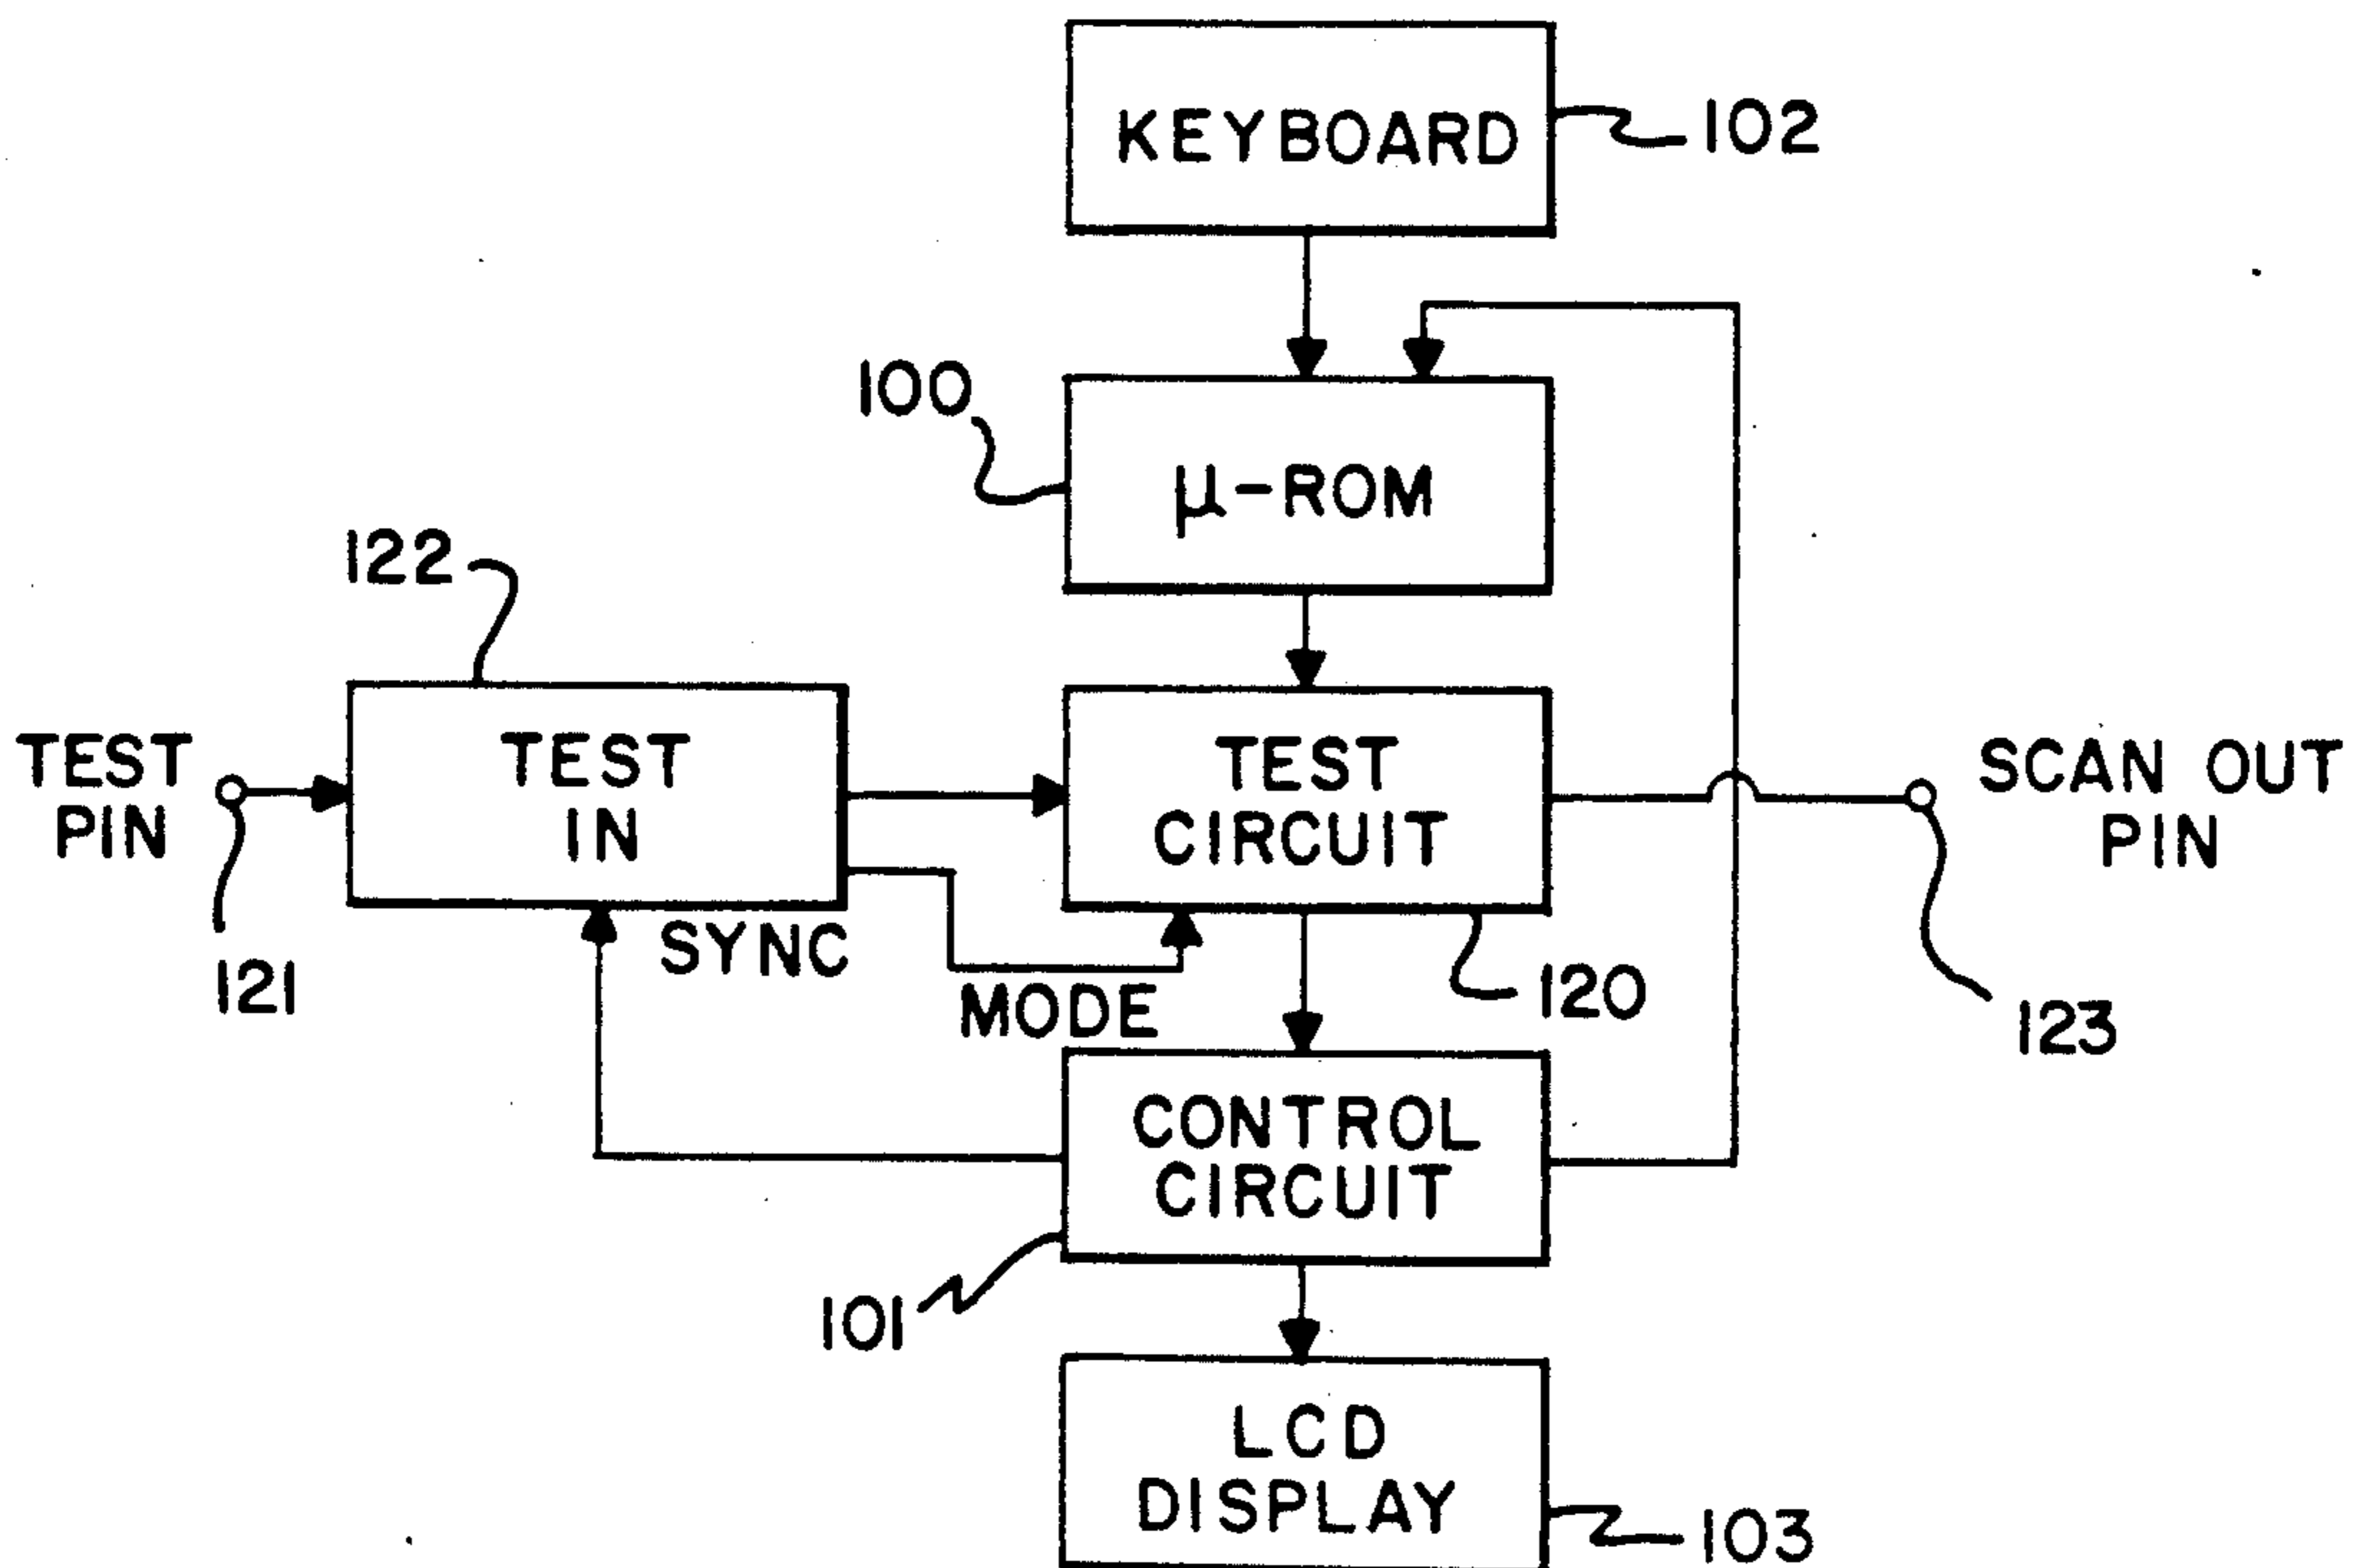 KEYBOARD
102
100
μ-ROM
122
TEST
PIN
TEST
IN
TEST
CIRCUIT
SCAN OUT
PIN
121
SYNC
MODE
120
123
CONTROL
CIRCUIT
101
LCD
DISPLAY
103